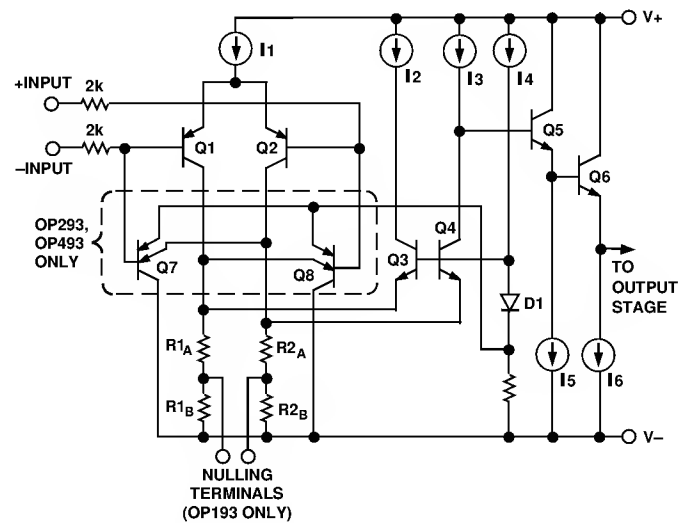 V+
I1
I2
I3
I4
+INPUT
2k
2k
–INPUT
Q1
Q2
Q5
Q6
OP293,
OP493
ONLY
Q7
Q8
Q3
Q4
TO
OUTPUT
STAGE
D1
R1A
R2A
I5
I6
R1B
R2B
V–
NULLING
TERMINALS
(OP193 ONLY)